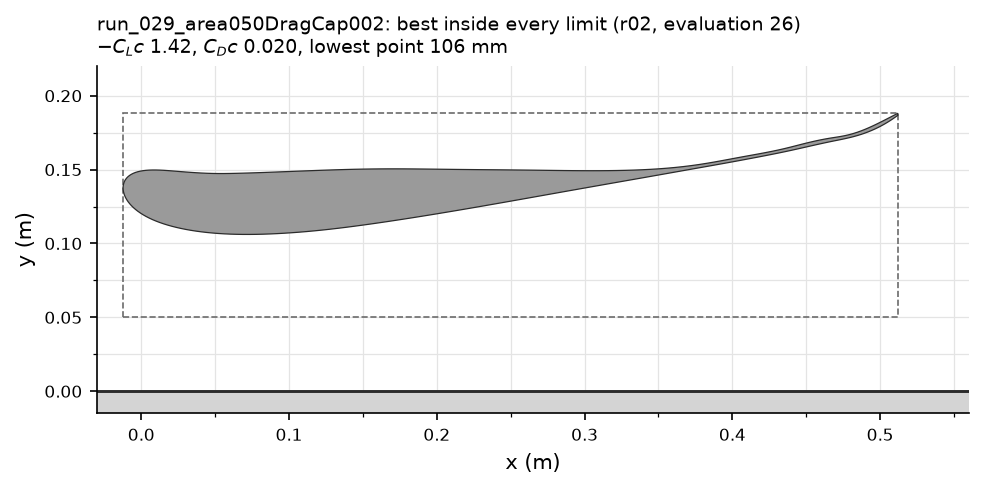 run_029_area050DragCap002: best inside every limit (r02, evaluation 26)
−C_Lc 1.42, C_Dc 0.020, lowest point 106 mm
0.20
0.15
0.10
0.05
0.00
y (m)
0.0 0.1 0.2 0.3 0.4 0.5
x (m)